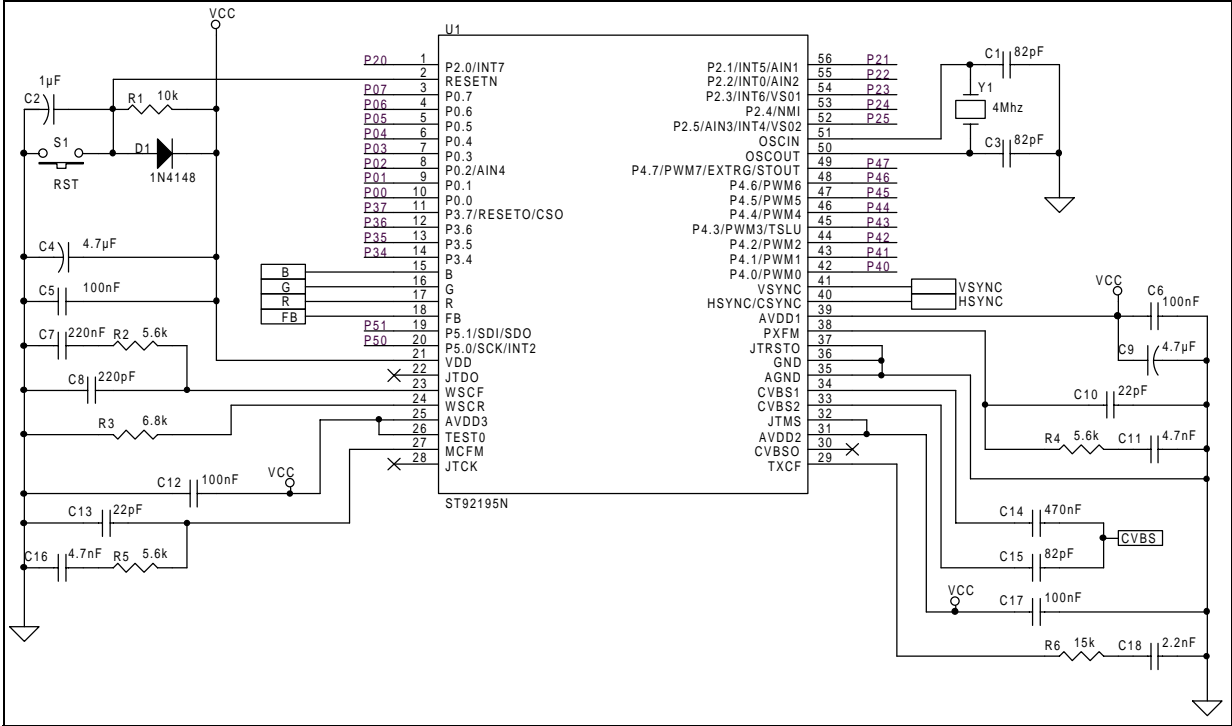 VCC
U1
P20 1 P2.0/INT7
2 RESETN
P07 3 P0.7
P06 4 P0.6
P05 5 P0.5
P04 6 P0.4
P03 7 P0.3
P02 8 P0.2/AIN4
P01 9 P0.1
P00 10 P0.0
P37 11 P3.7/RESETO/CSO
P36 12 P3.6
P35 13 P3.5
P34 14 P3.4
B 15 B
G 16 G
R 17 R
FB 18 FB
P51 19 P5.1/SDI/SDO
P50 20 P5.0/SCK/INT2
21 VDD
22 JTDO
23 WSCF
24 WSCR
25 AVDD3
26 TEST0
27 MCFM
28 JTCK
ST92195N
P2.1/INT5/AIN1 56 P21
P2.2/INT0/AIN2 55 P22
P2.3/INT6/VS01 54 P23
P2.4/NMI 53 P24
P2.5/AIN3/INT4/VS02 52 P25
OSCIN 51
OSCOUT 50
P4.7/PWM7/EXTRG/STOUT 49 P47
P4.6/PWM6 48 P46
P4.5/PWM5 47 P45
P4.4/PWM4 46 P44
P4.3/PWM3/TSLU 45 P43
P4.2/PWM2 44 P42
P4.1/PWM1 43 P41
P4.0/PWM0 42 P40
VSYNC 41 VSYNC
HSYNC/CSYNC 40 HSYNC
AVDD1 39
PXFM 38
JTRSTO 37
GND 36
AGND 35
CVBS1 34
CVBS2 33
JTMS 32
AVDD2 31
CVBSO 30
TXCF 29
1µF
C2
R1 10k
S1
RST
D1
1N4148
C4 4.7µF
C5 100nF
C7 220nF R2 5.6k
C8 220pF
R3 6.8k
C12 100nF VCC
C13 22pF
C16 4.7nF R5 5.6k
C1 82pF
Y1
4Mhz
C3 82pF
VCC C6
100nF
C9 4.7µF
C10 22pF
R4 5.6k C11 4.7nF
C14 470nF
CVBS
C15 82pF
VCC C17 100nF
R6 15k C18 2.2nF